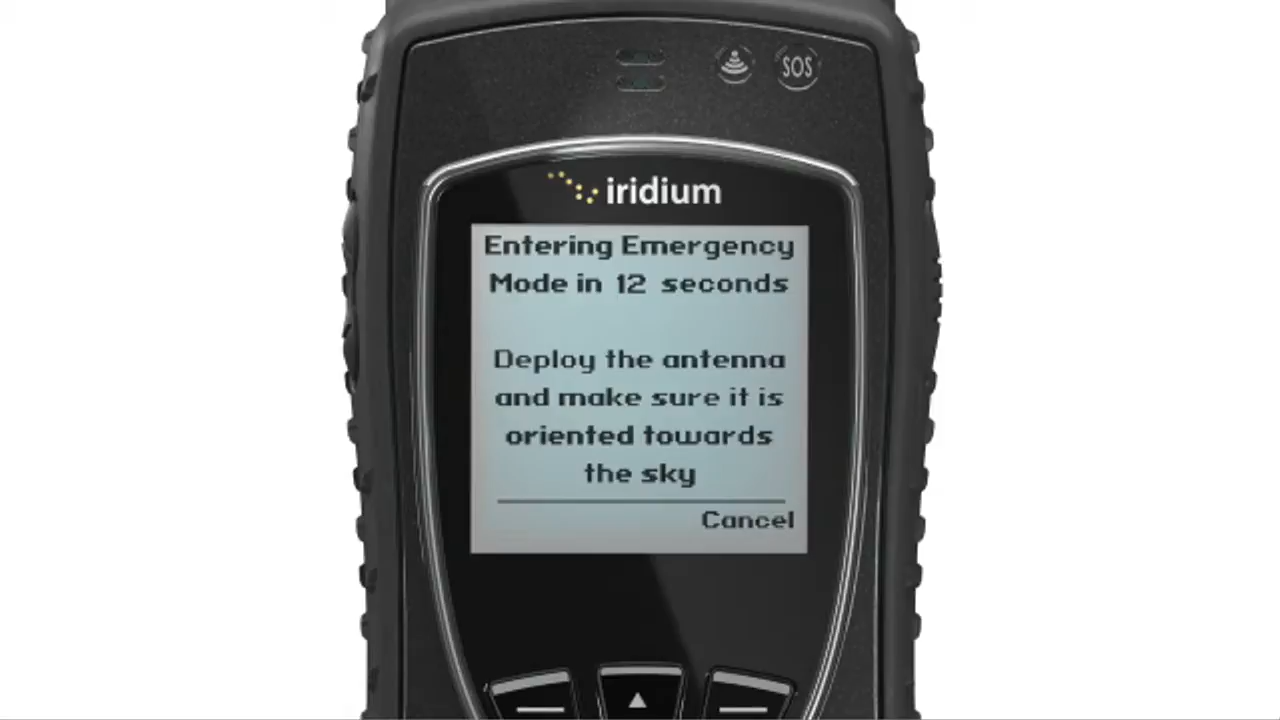 SOS
iridium
Entering Emergency
Mode in 12 seconds
Deploy the antenna
and make sure it is
oriented towards
the sky
Cancel